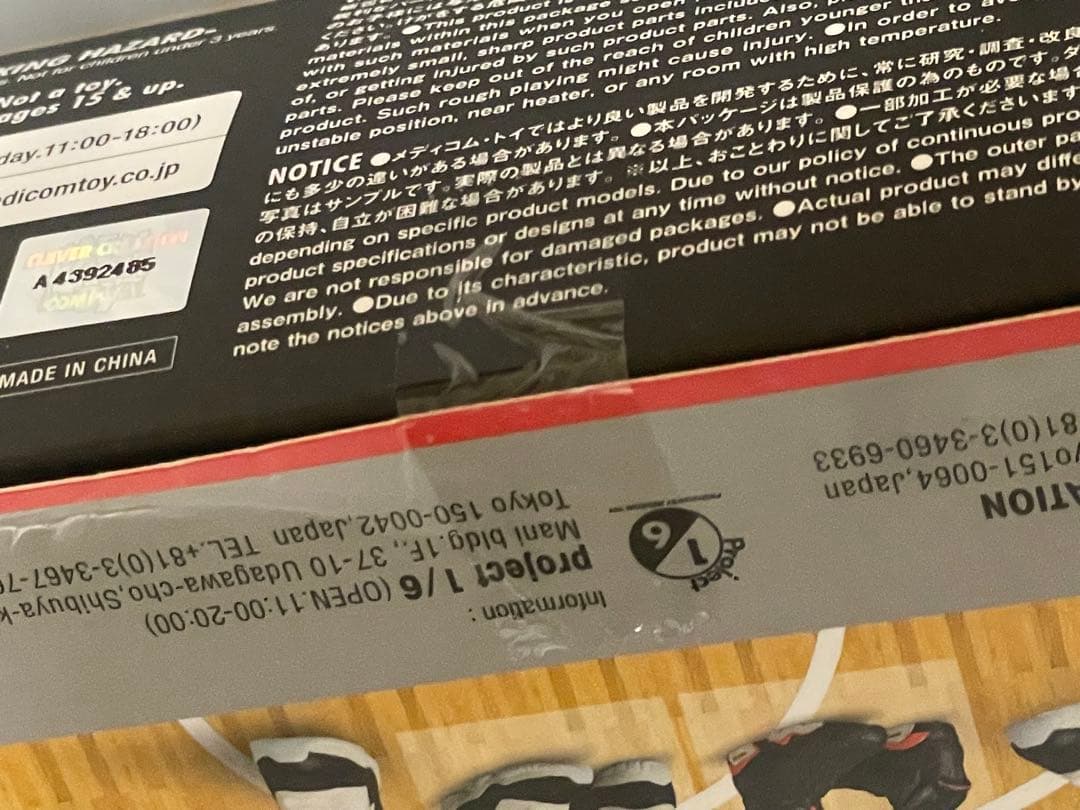 KING HAZARD-
Not for children under 3 years.
Not a toy.
ages 15 & up.
day.11:00-18:00)
dicomtoy.co.jp
A 4392485
MADE IN CHINA
within this package
materials when you open
with such sharp product parts
extremely small, such product parts. Also,
of, or getting injured by
parts. Please keep out of the reach of children younger
product. Such rough playing might cause injury. ●In order to
unstable position, near heater, or any room with high temperature.
NOTICE ●メディコム・トイではより良い製品を開発するために、常に研究・調査・改良
にも多少の違いがある場合があります。●本パッケージは製品保護の為のものです。ダ
写真はサンプルです。実際の製品とは異なる場合があります。●一部加工が必要な場合
の保持、自立が困難な場合があります。※以上、おことわりに関してご了承くださいます
depending on specific product models. Due to our policy of continuous pro
product specifications or designs at any time without notice. ●The outer pa
We are not responsible for damaged packages. ●Actual product may diffe
assembly. ●Due to its characteristic, product may not be able to stand by
note the notices above in advance.
Information :
project 1/6 (OPEN.11:00-20:00)
Mani bldg.1F., 37-10 Udagawa-cho,Shibuya-k
Tokyo 150-0042,Japan TEL.+81(0)3-3467-7
Project
1/6
ATION
o151-0064,Japan
81(0)3-3460-6933